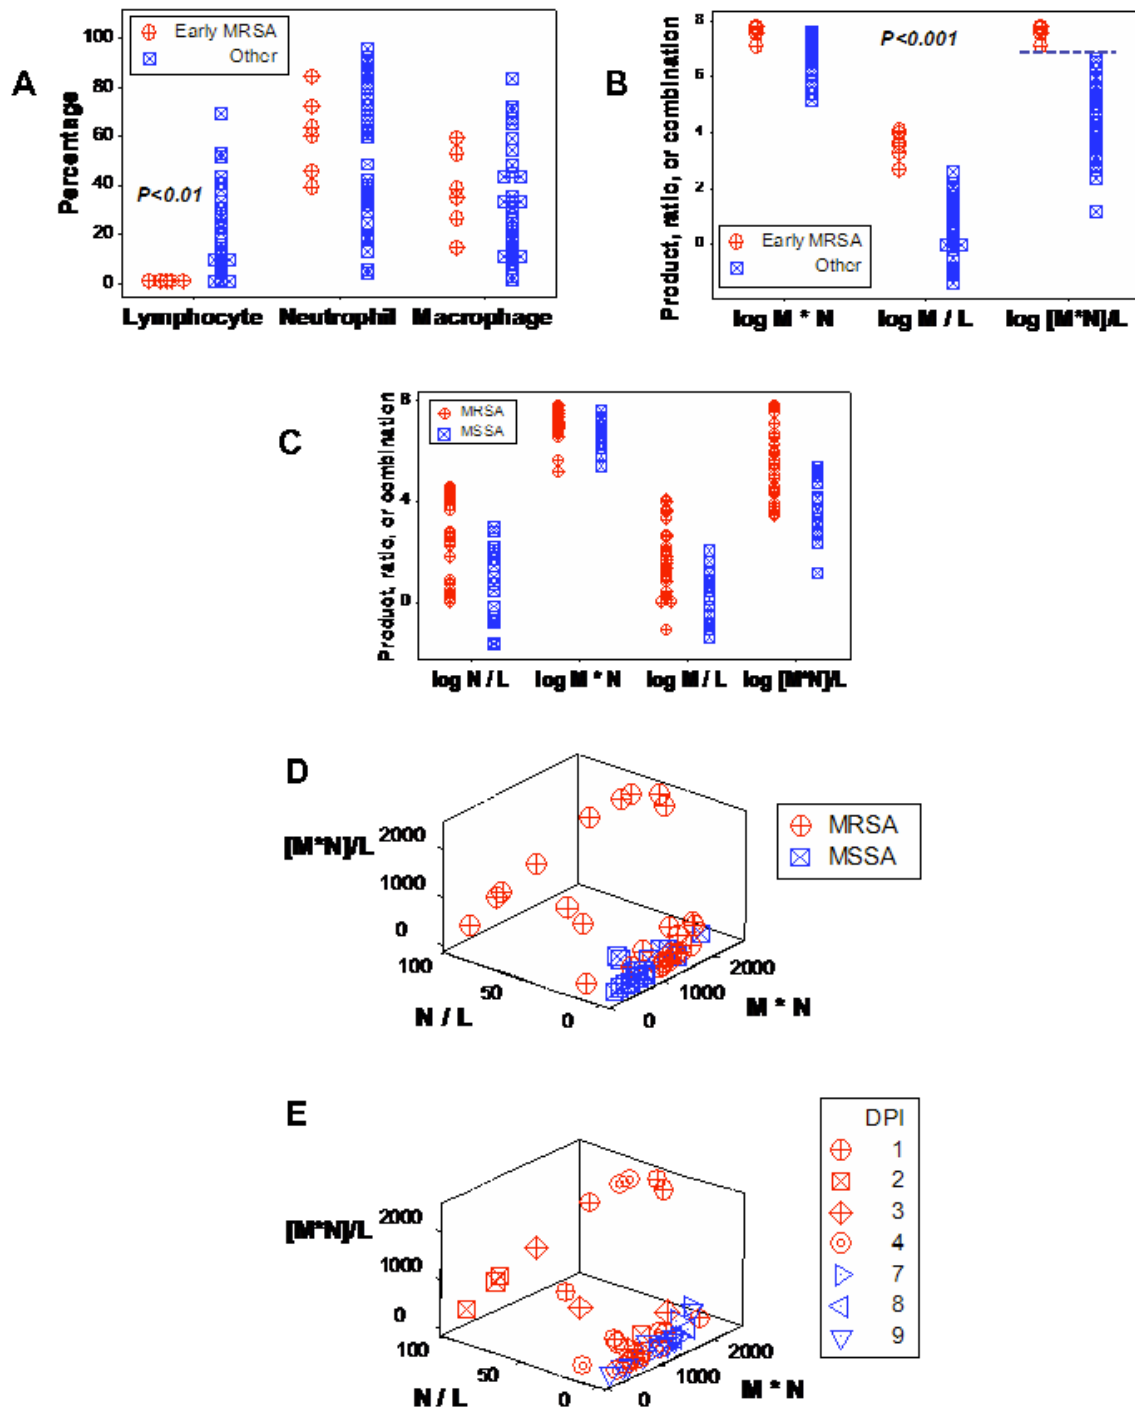 A
Percentage
100
80
60
40
20
0
Early MRSA
Other
P<0.01
Lymphocyte Neutrophil Macrophage
B
Product, ratio, or combination
8
6
4
2
0
P<0.001
Early MRSA
Other
log M * N log M / L log [M*N]/L
C
Product, ratio, or combination
8
4
0
MRSA
MSSA
log N / L log M * N log M / L log [M*N]/L
D
[M*N]/L
2000
1000
0
100
50
0
N / L
0
1000
2000
M * N
MRSA
MSSA
E
[M*N]/L
2000
1000
0
100
50
0
N / L
0
1000
2000
M * N
DPI
1
2
3
4
7
8
9